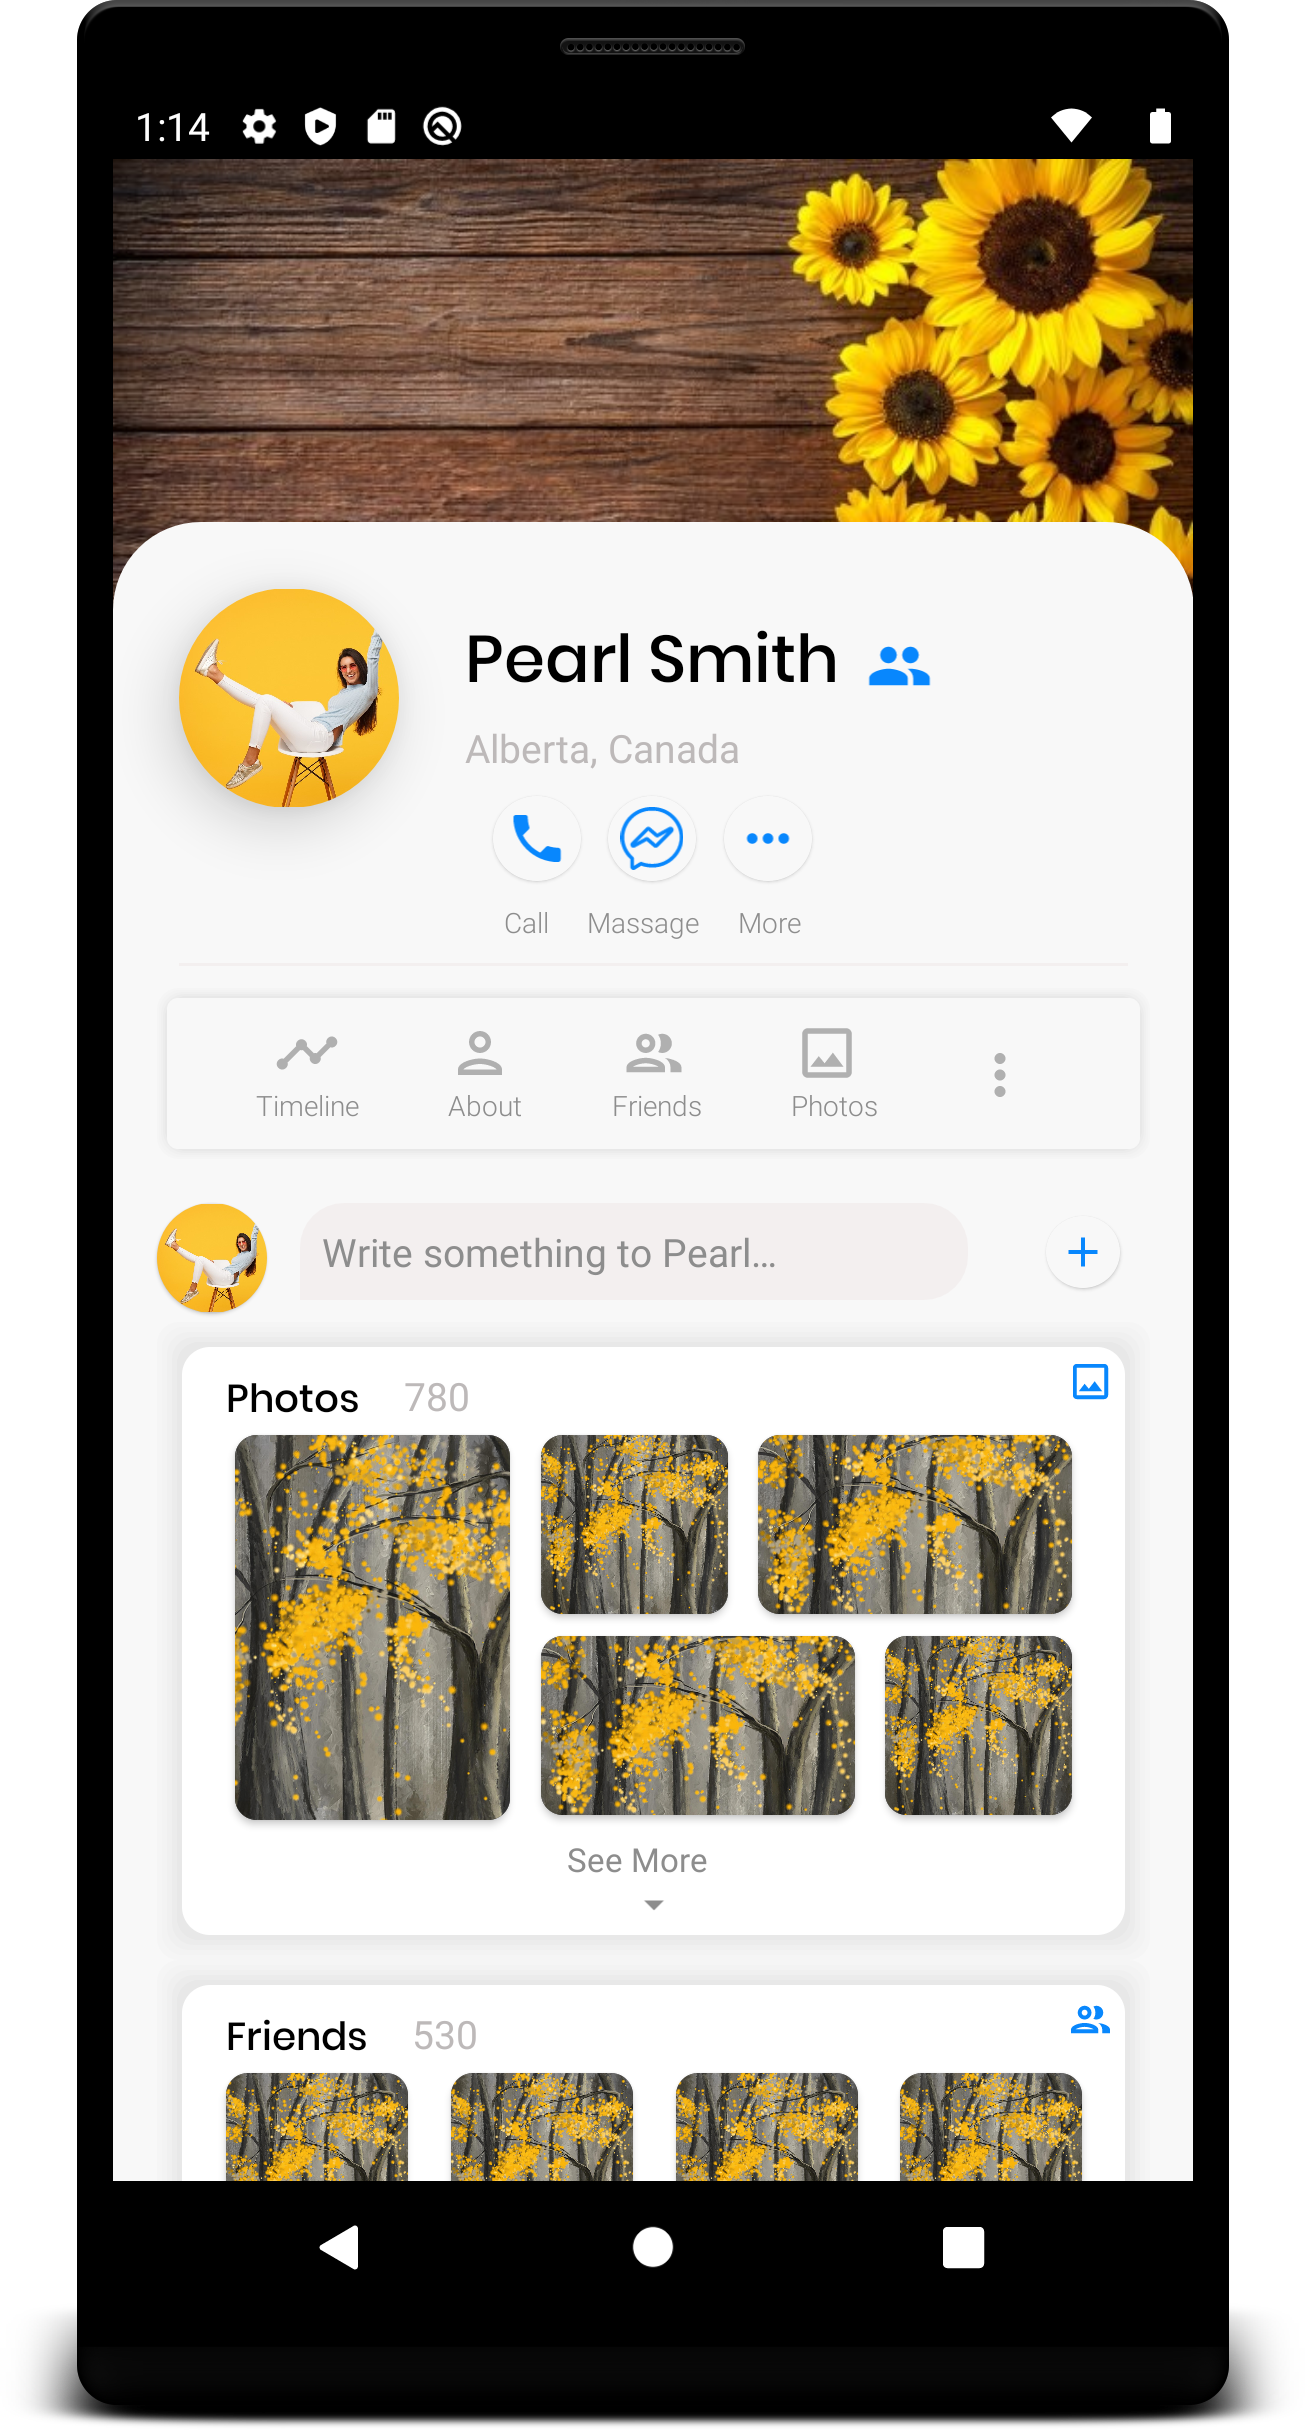 1:14
Pearl Smith
Alberta, Canada
Call Massage More
Timeline About Friends Photos
Write something to Pearl...
Photos 780
See More
Friends 530